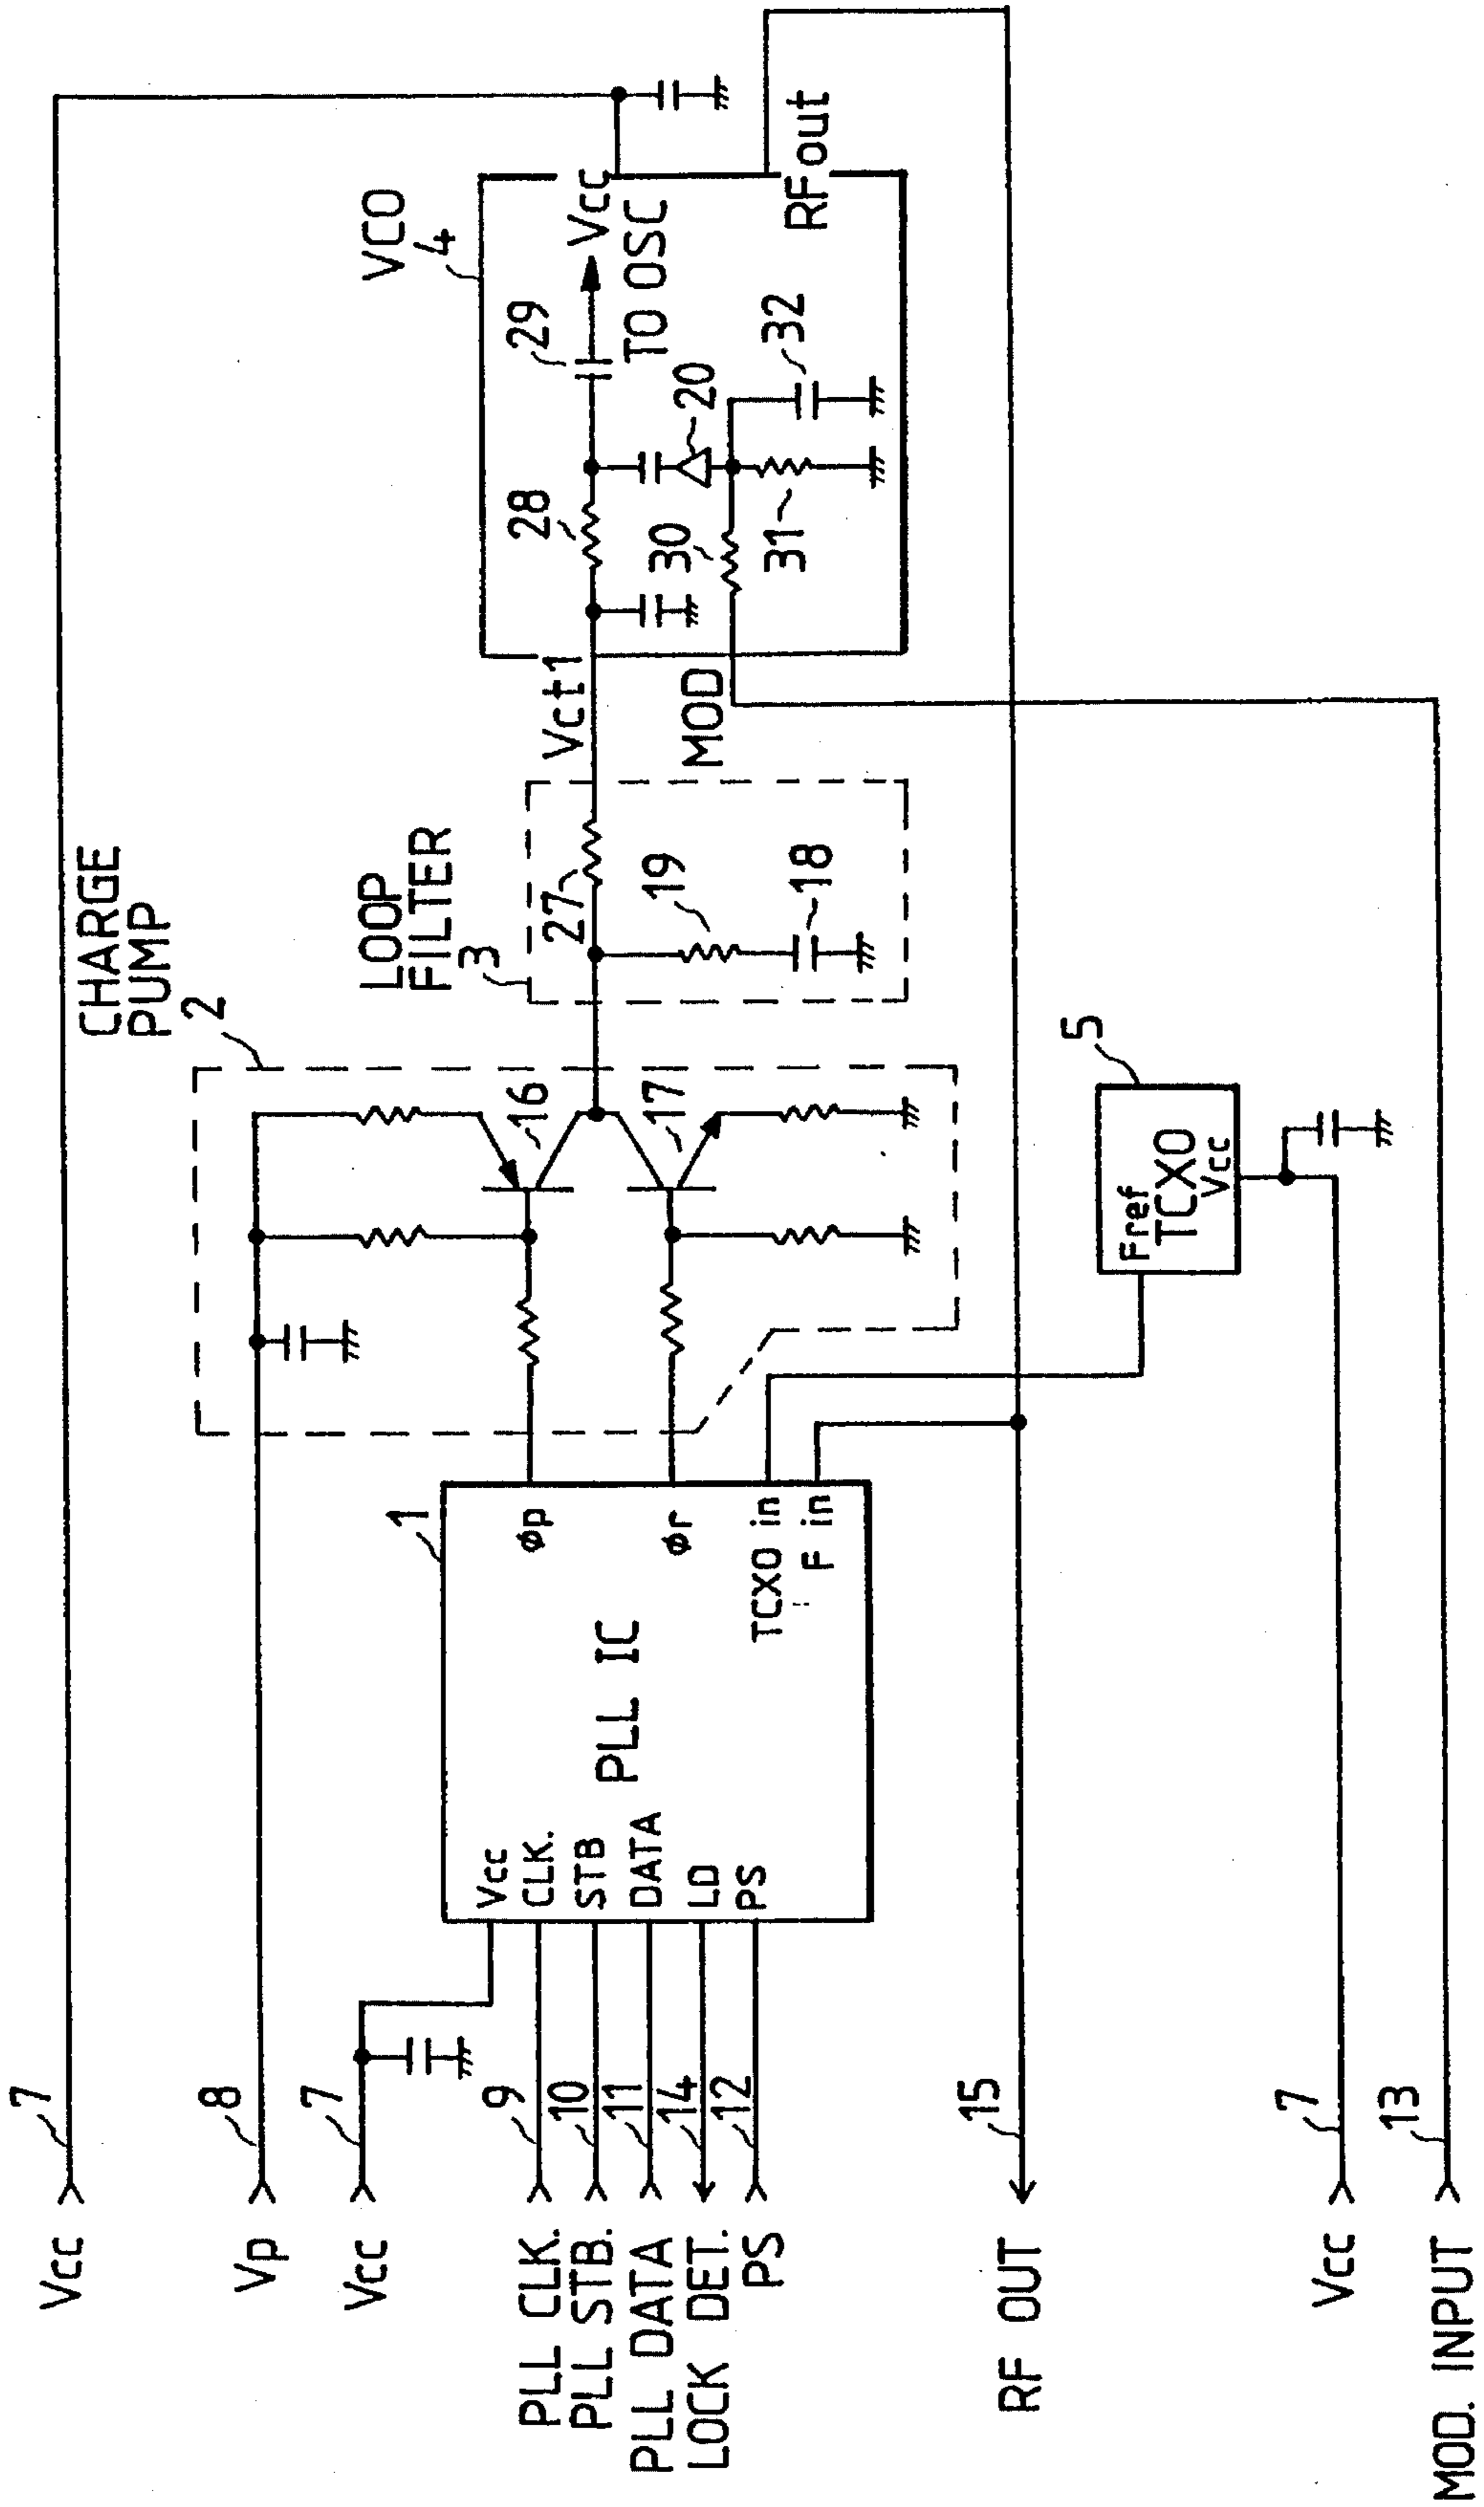 Vcc
7
CHARGE
PUMP
2
Vp
8
Vcc
7
VCO
4
LOOP
FILTER
3
1
PLL CLK.
9
PLL STB.
10
PLL DATA
11
LOCK DET.
14
PS
12
Vcc
CLK.
STB
DATA
LD
PS
PLL IC
φp
φr
TCXO in
F in
16
17
27
19
18
Vct1
MOD
28
29
Vcc
TO OSC
30
20
31
32
RF out
RF OUT
15
5
Fref
TCXO
Vcc
Vcc
7
MOD. INPUT
13